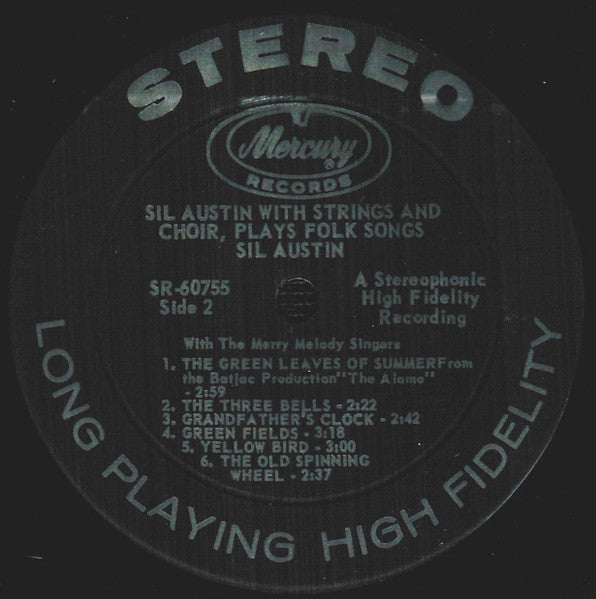 STEREO
Mercury
RECORDS
SIL AUSTIN WITH STRINGS AND
CHOIR, PLAYS FOLK SONGS
SIL AUSTIN
SR-60755
Side 2
A Stereophonic
High Fidelity
Recording
With The Merry Melody Singers
1. THE GREEN LEAVES OF SUMMER From
the Batjac Production "The Alamo"
- 2:59
2. THE THREE BELLS - 2:22
3. GRANDFATHER'S CLOCK - 2:42
4. GREEN FIELDS - 3:18
5. YELLOW BIRD - 3:00
6. THE OLD SPINNING
WHEEL - 2:37
LONG PLAYING HIGH FIDELITY